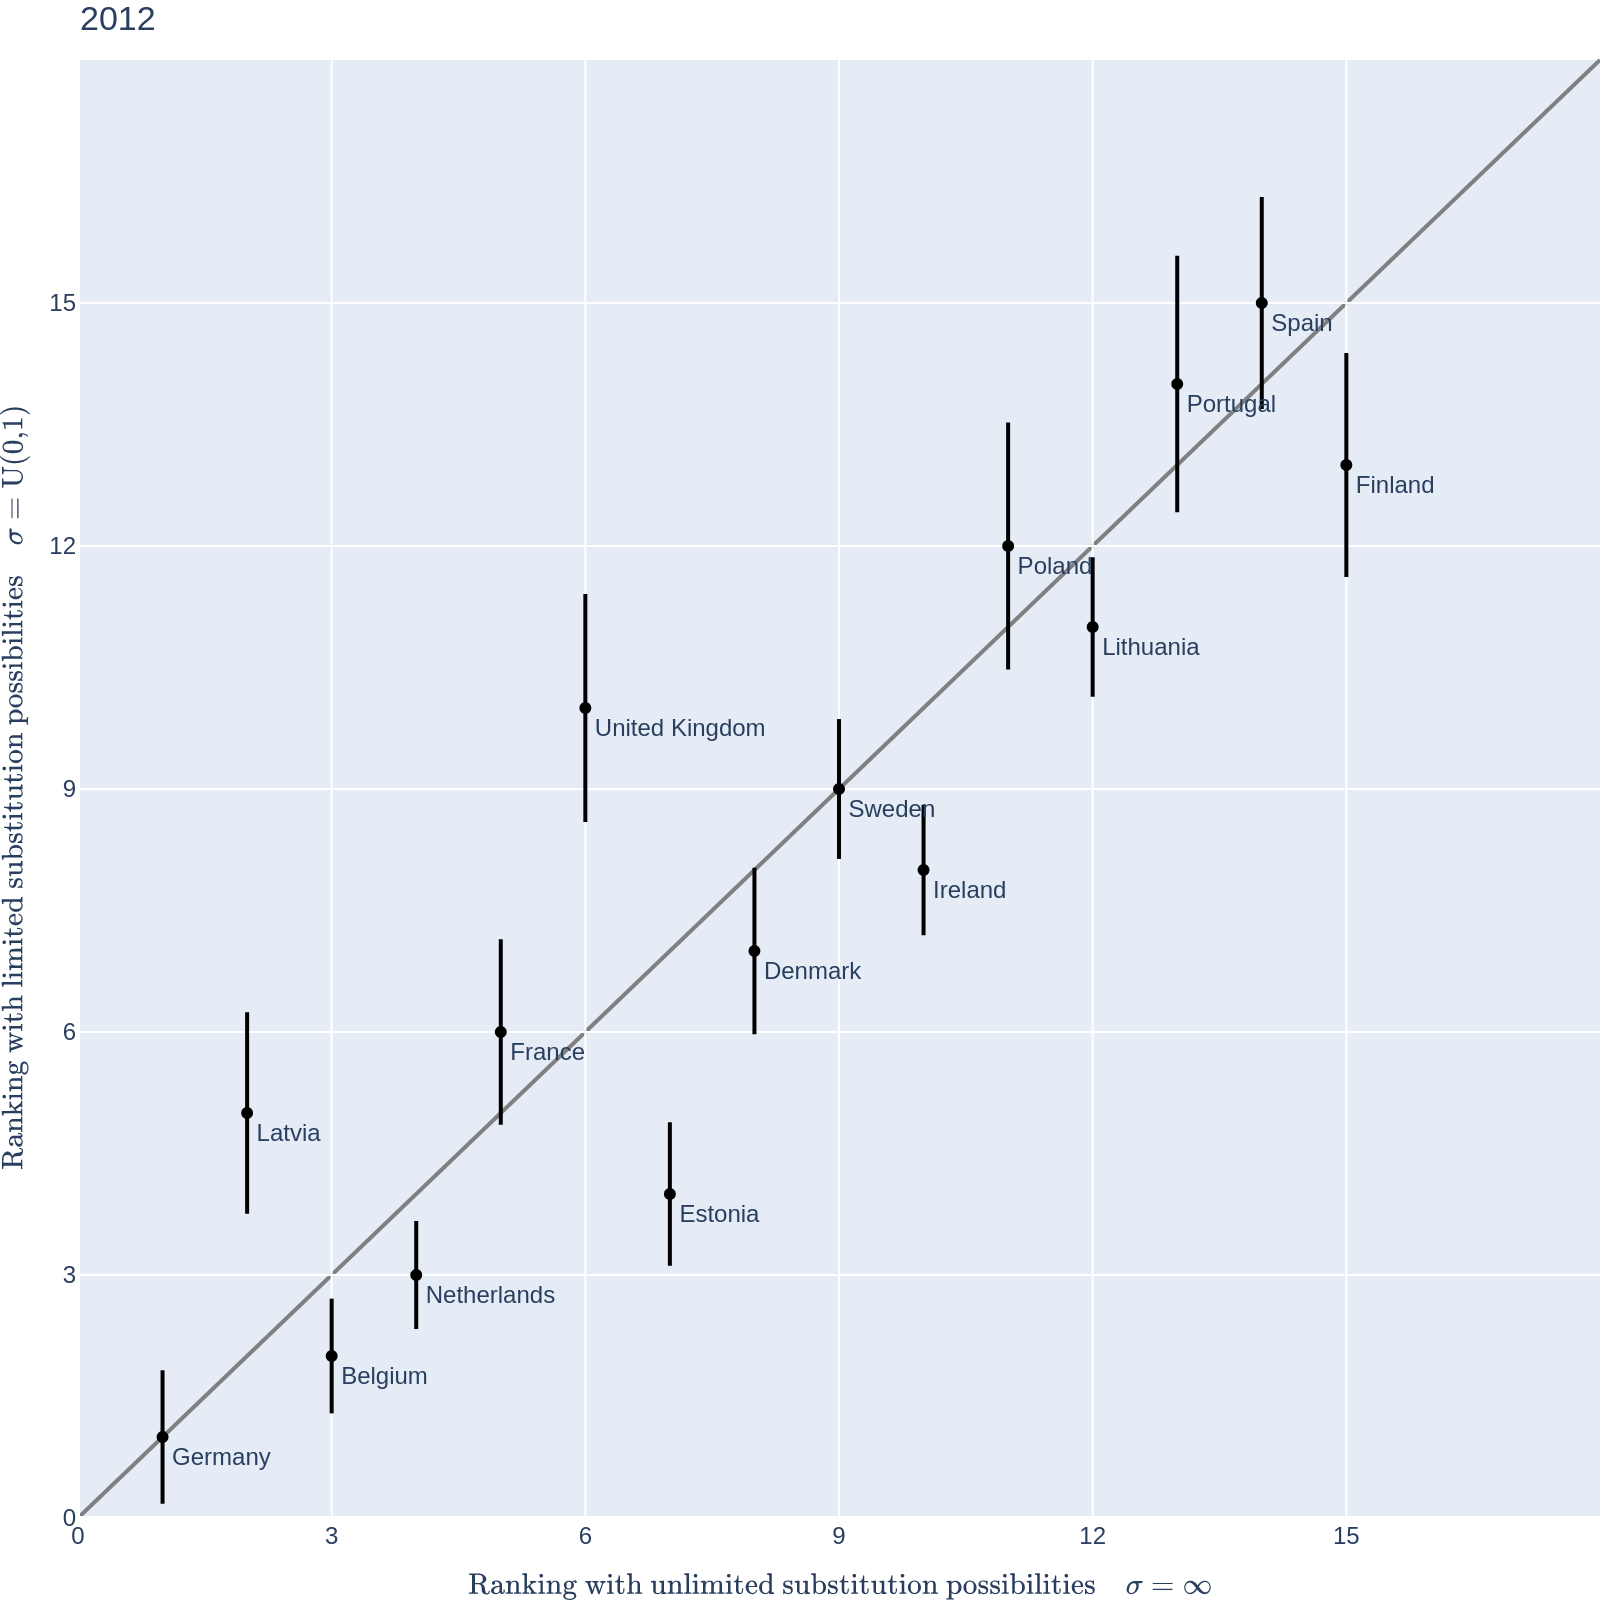 2012
15
12
9
6
3
0
0
3
6
9
12
15
Ranking with limited substitution possibilities σ = U(0,1)
Ranking with unlimited substitution possibilities σ = ∞
Spain
Portugal
Finland
Poland
Lithuania
United Kingdom
Sweden
Ireland
Denmark
France
Latvia
Estonia
Netherlands
Belgium
Germany